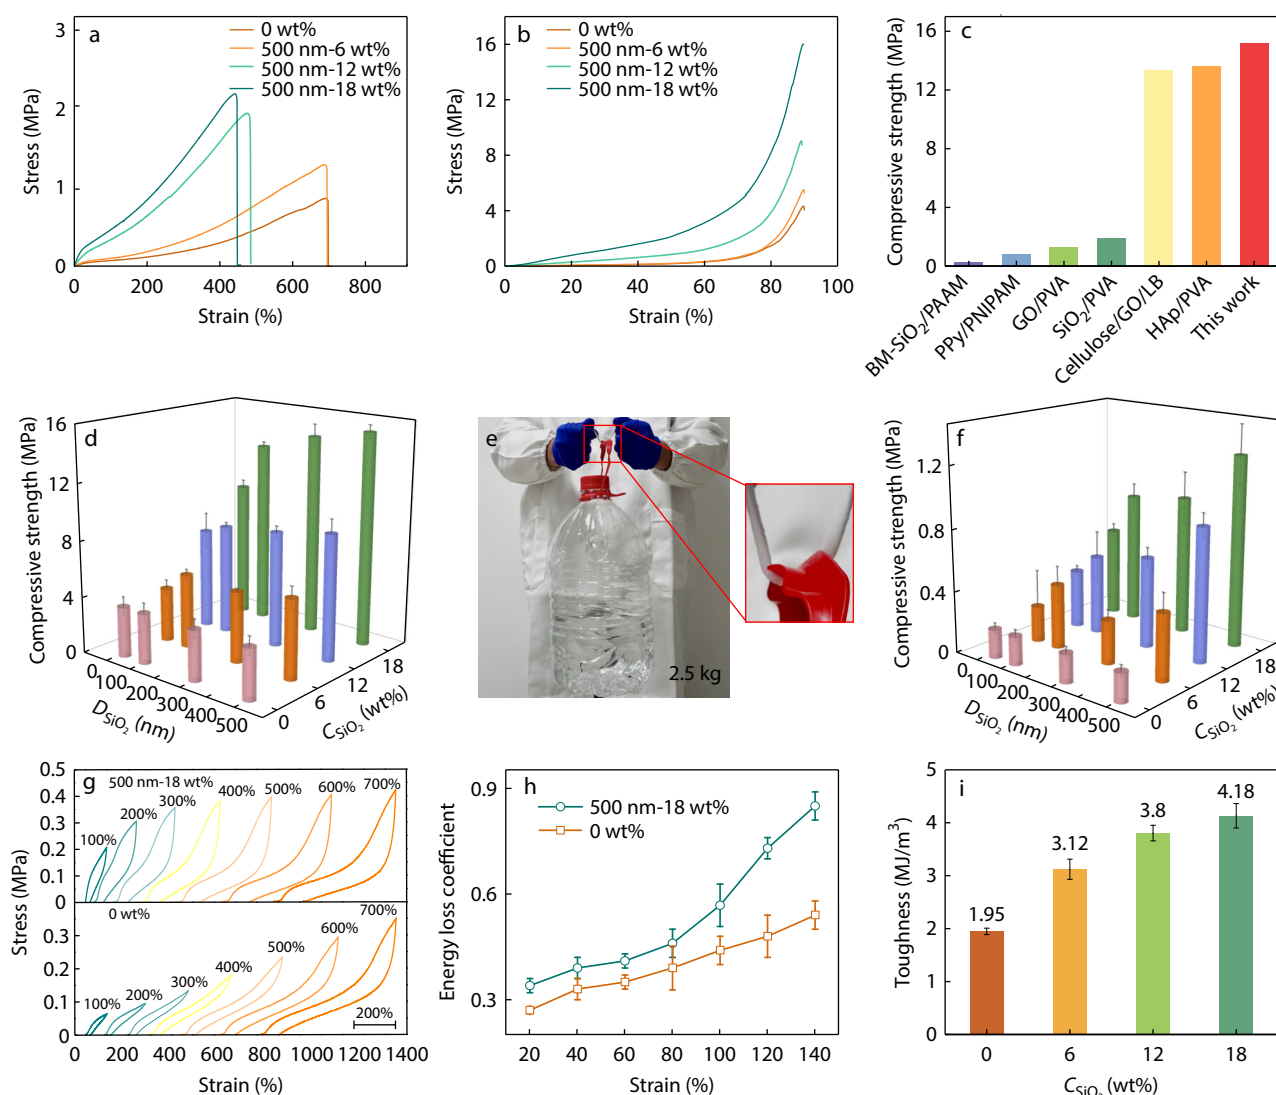 a
0 wt%
500 nm-6 wt%
500 nm-12 wt%
500 nm-18 wt%
Stress (MPa)
3
2
1
0
0 200 400 600 800
Strain (%)
b
0 wt%
500 nm-6 wt%
500 nm-12 wt%
500 nm-18 wt%
Stress (MPa)
16
12
8
4
0
0 20 40 60 80 100
Strain (%)
c
Compressive strength (MPa)
16
12
8
4
0
BM-SiO2/PAAM
PPy/PNIPAM
GO/PVA
SiO2/PVA
Cellulose/GO/LB
HAp/PVA
This work
d
Compressive strength (MPa)
16
12
8
4
0
0 100 200 300 400 500
DSiO2 (nm)
0 6 12 18
CSiO2 (wt%)
e
2.5 kg
f
Compressive strength (MPa)
1.2
0.8
0.4
0
0 100 200 300 400 500
DSiO2 (nm)
0 6 12 18
CSiO2 (wt%)
g
500 nm-18 wt%
100% 200% 300% 400% 500% 600% 700%
Stress (MPa)
0.5
0.4
0.3
0.2
0.1
0
0 wt%
100% 200% 300% 400% 500% 600% 700%
200%
0.3
0.2
0.1
0
0 200 400 600 800 1000 1200 1400
Strain (%)
h
500 nm-18 wt%
0 wt%
Energy loss coefficient
0.9
0.6
0.3
20 40 60 80 100 120 140
Strain (%)
i
Toughness (MJ/m3)
5
4
3
2
1
0
1.95
3.12
3.8
4.18
0 6 12 18
CSiO2 (wt%)